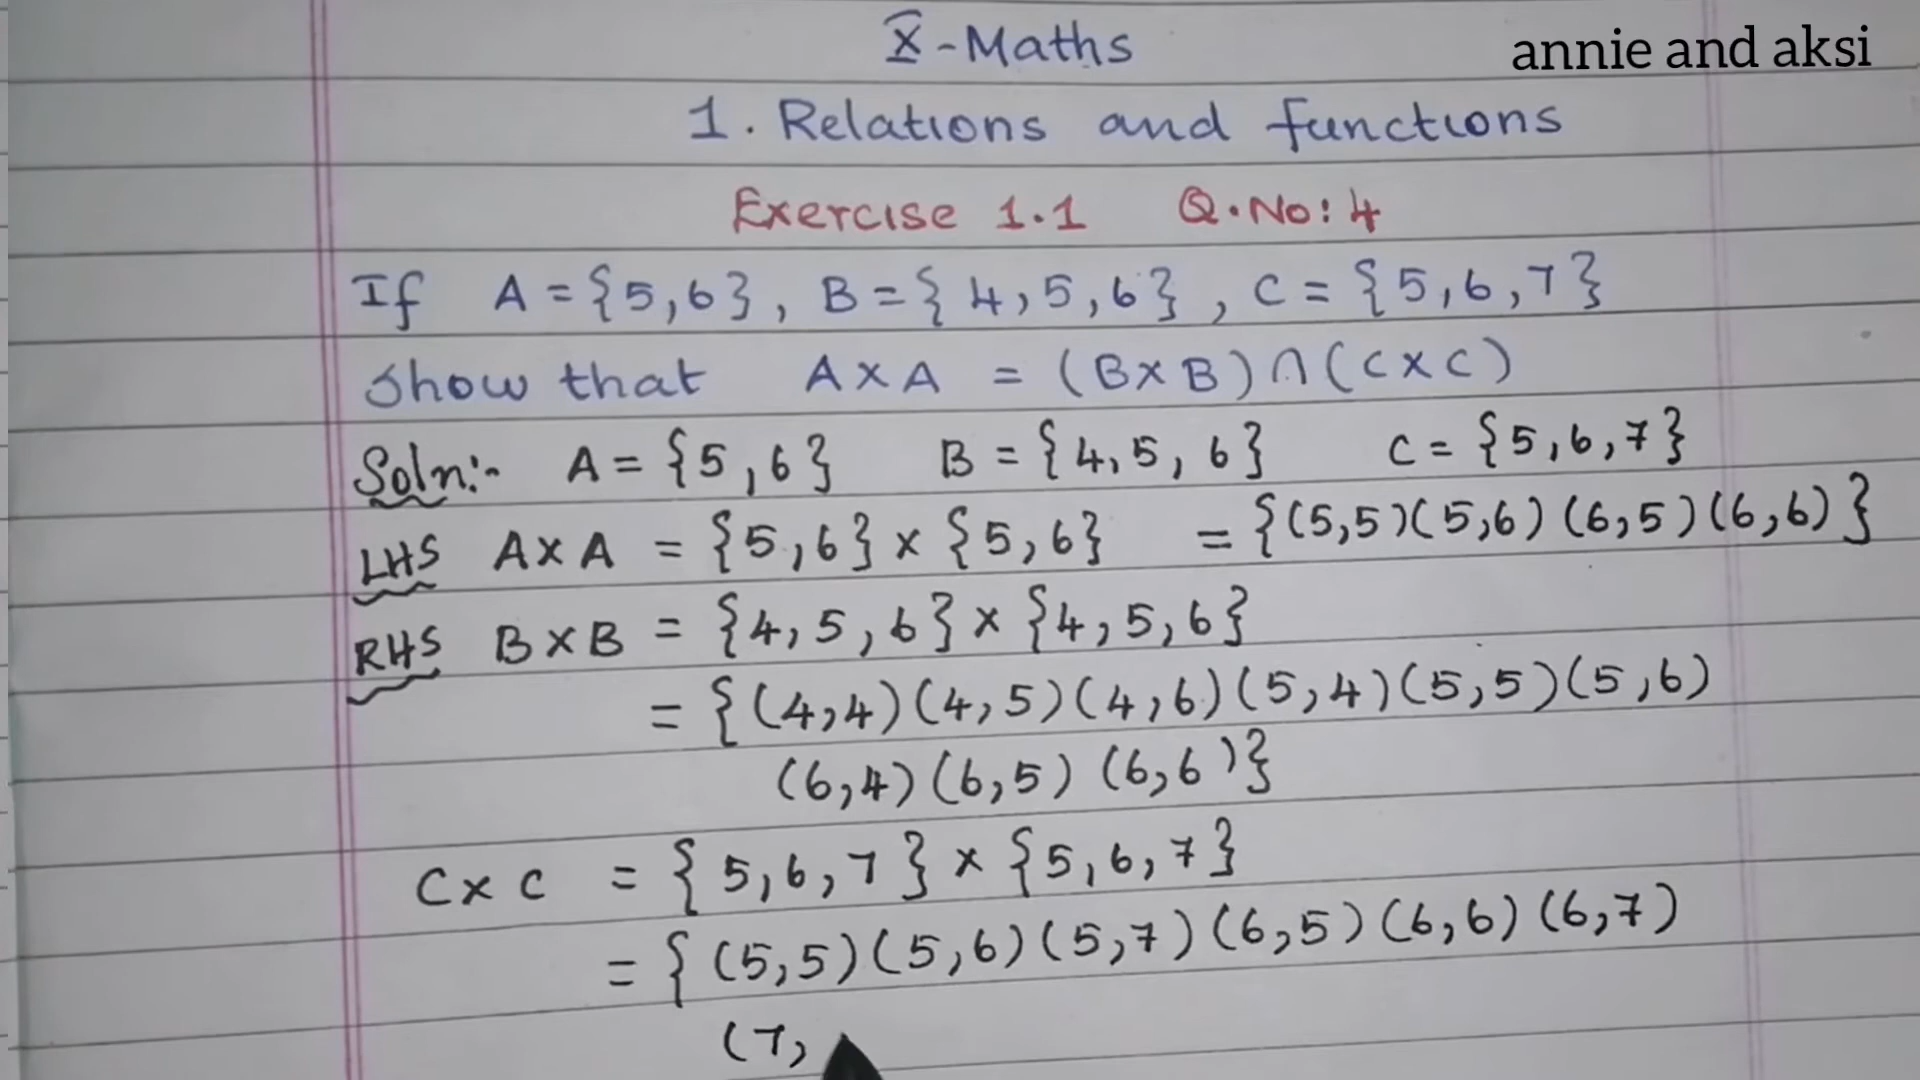 X-Maths
annie and aksi
1. Relations and functions
Exercise 1.1 Q.No: 4
If A = {5,6}, B = {4,5,6}, C = {5,6,7}
Show that A×A = (B×B)∩(C×C)
Soln:- A = {5,6} B = {4,5,6} C = {5,6,7}
LHS A×A = {5,6} × {5,6} = {(5,5)(5,6)(6,5)(6,6)}
RHS B×B = {4,5,6} × {4,5,6}
= {(4,4)(4,5)(4,6)(5,4)(5,5)(5,6)
(6,4)(6,5)(6,6)}
C×C = {5,6,7} × {5,6,7}
= {(5,5)(5,6)(5,7)(6,5)(6,6)(6,7)
(7,